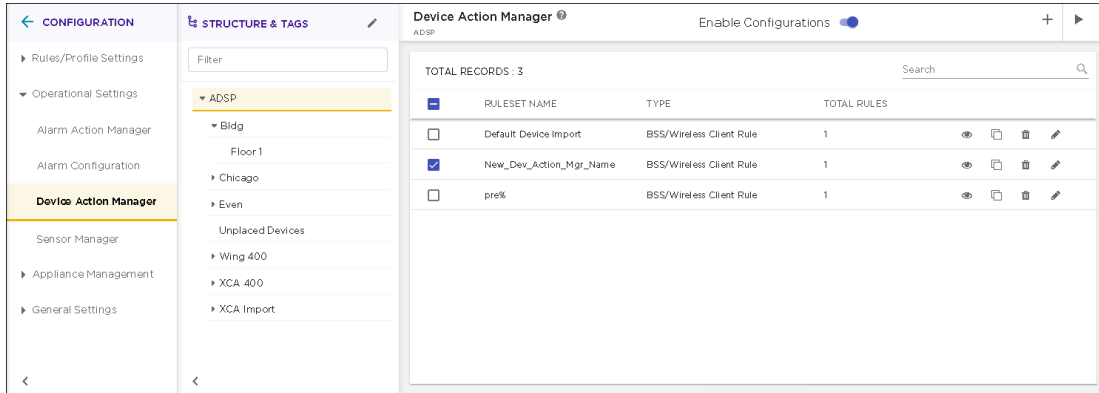 CONFIGURATION
Rules/Profile Settings
Operational Settings
Alarm Action Manager
Alarm Configuration
Device Action Manager
Sensor Manager
Appliance Management
General Settings
STRUCTURE & TAGS
Filter
ADSP
Bldg
Floor 1
Chicago
Even
Unplaced Devices
Wing 400
XCA 400
XCA Import
Device Action Manager
ADSP
Enable Configurations
TOTAL RECORDS : 3
Search
RULESET NAME TYPE TOTAL RULES
Default Device Import BSS/Wireless Client Rule 1
New_Dev_Action_Mgr_Name BSS/Wireless Client Rule 1
pre% BSS/Wireless Client Rule 1